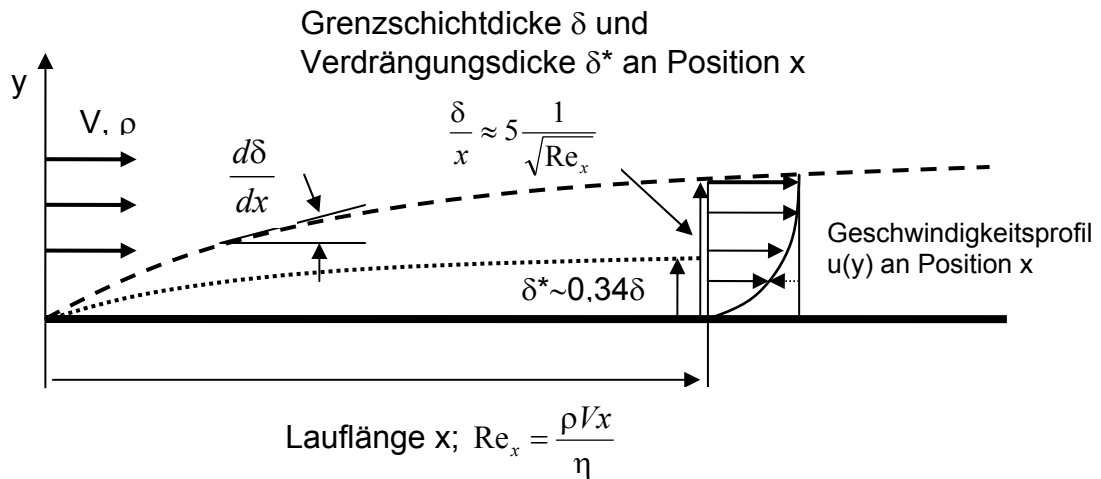 Grenzschichtdicke δ und
Verdrängungsdicke δ* an Position x
y
V, ρ
δ/x ≈ 5 1/√Re_x
dδ/dx
Geschwindigkeitsprofil
u(y) an Position x
δ*~0,34δ
Lauflänge x; Re_x = ρVx/η